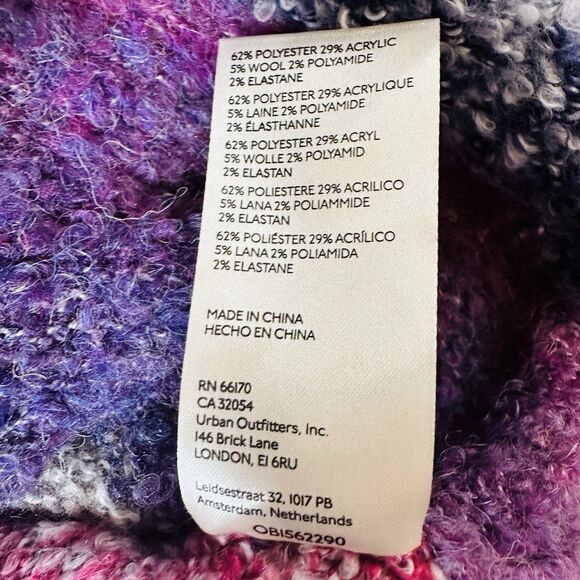 62% POLYESTER 29% ACRYLIC
5% WOOL 2% POLYAMIDE
2% ELASTANE
62% POLYESTER 29% ACRYLIQUE
5% LAINE 2% POLYAMIDE
2% ÉLASTHANNE
62% POLYESTER 29% ACRYL
5% WOLLE 2% POLYAMID
2% ELASTAN
62% POLIESTERE 29% ACRILICO
5% LANA 2% POLIAMMIDE
2% ELASTAN
62% POLIÉSTER 29% ACRÍLICO
5% LANA 2% POLIAMIDA
2% ELASTANE
MADE IN CHINA
HECHO EN CHINA
RN 66170
CA 32054
Urban Outfitters, Inc.
146 Brick Lane
LONDON, E1 6RU
Leidsestraat 32, 1017 PB
Amsterdam, Netherlands
OB1562290